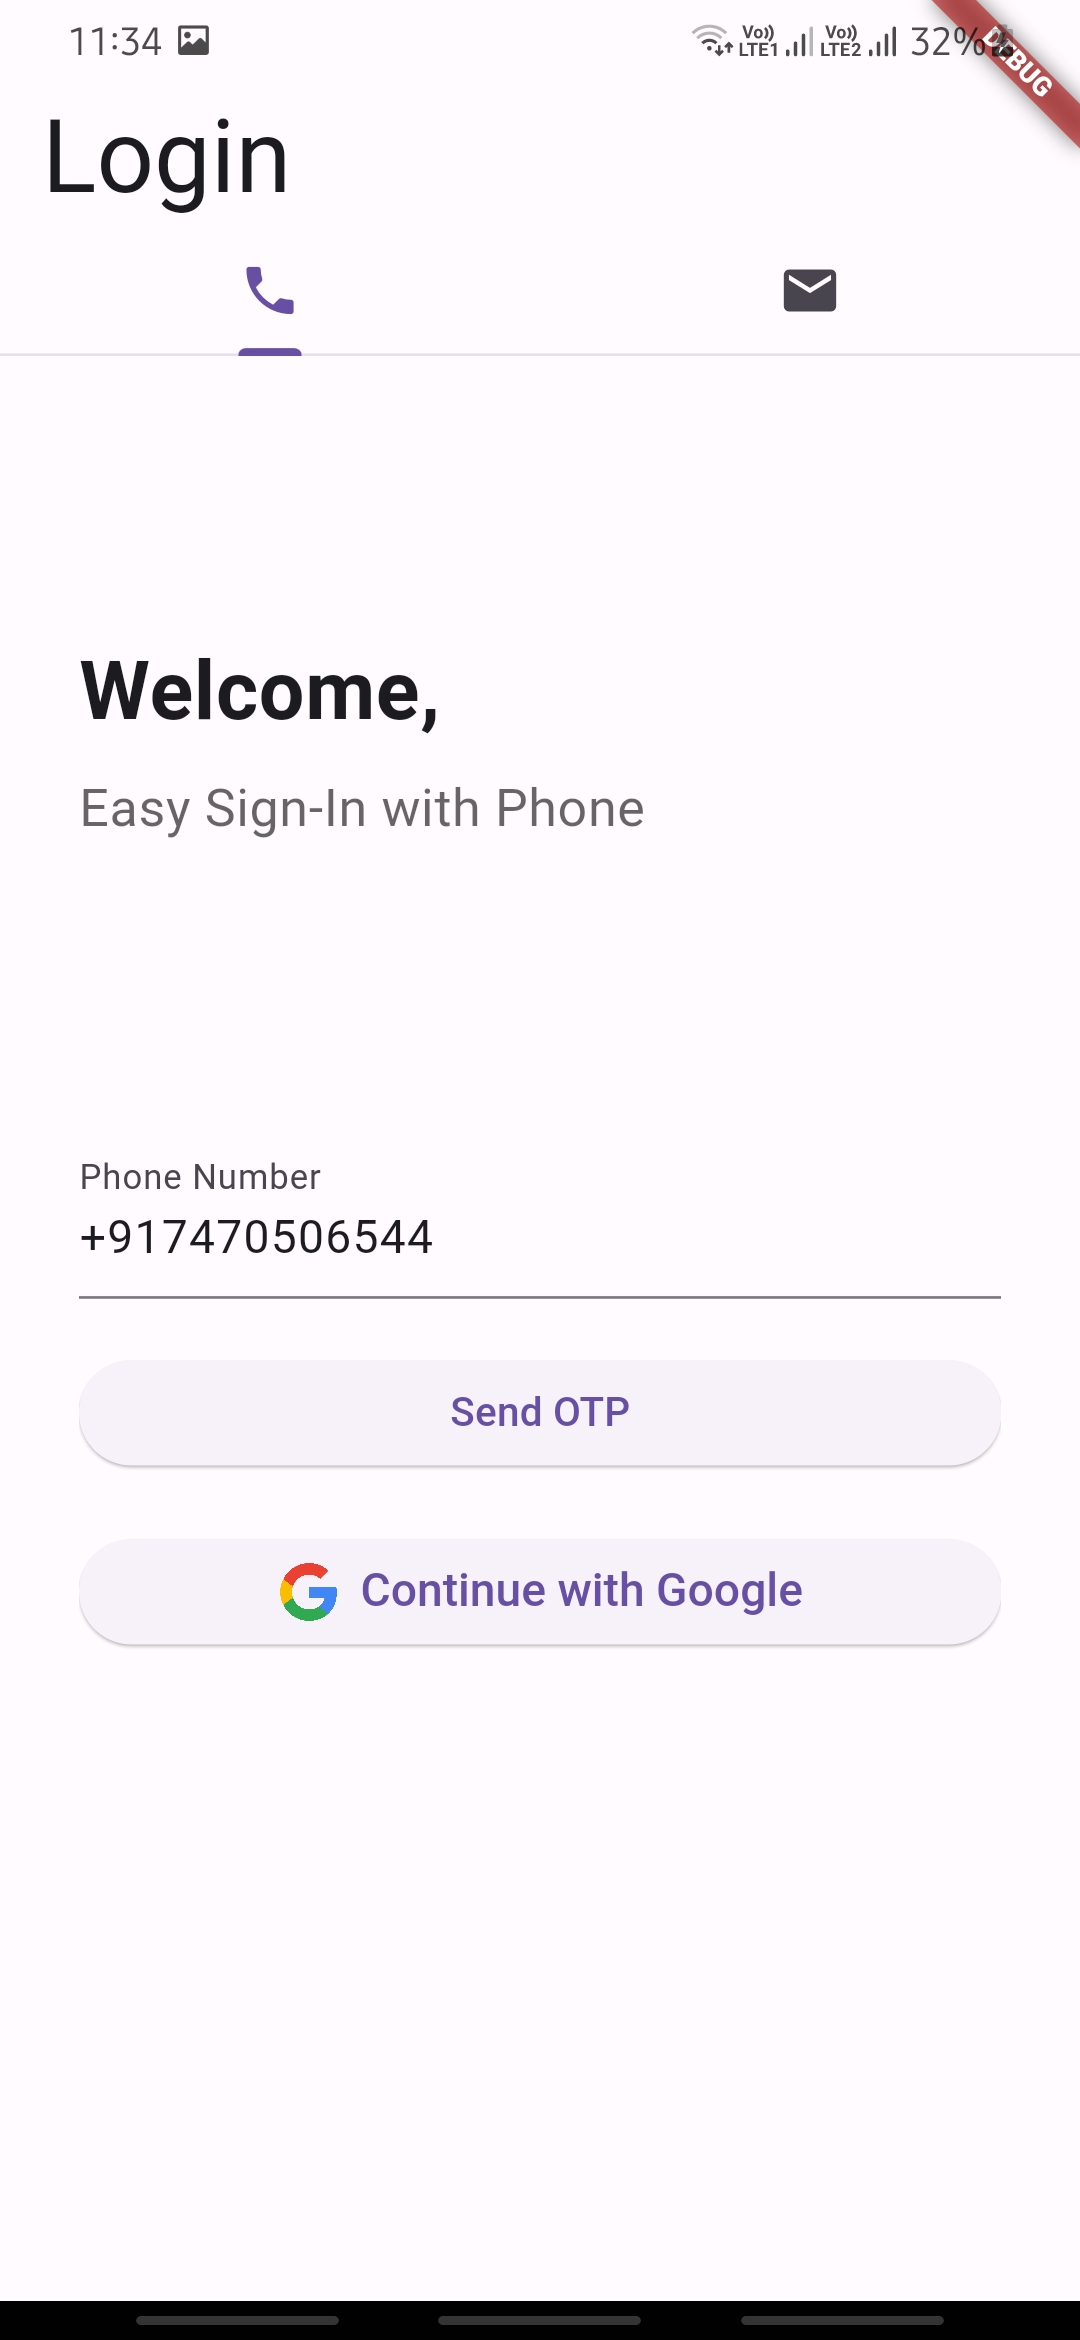 11:34
Vo)) LTE1 Vo)) LTE2 32%
DEBUG
Login
Welcome,
Easy Sign-In with Phone
Phone Number
+917470506544
Send OTP
Continue with Google